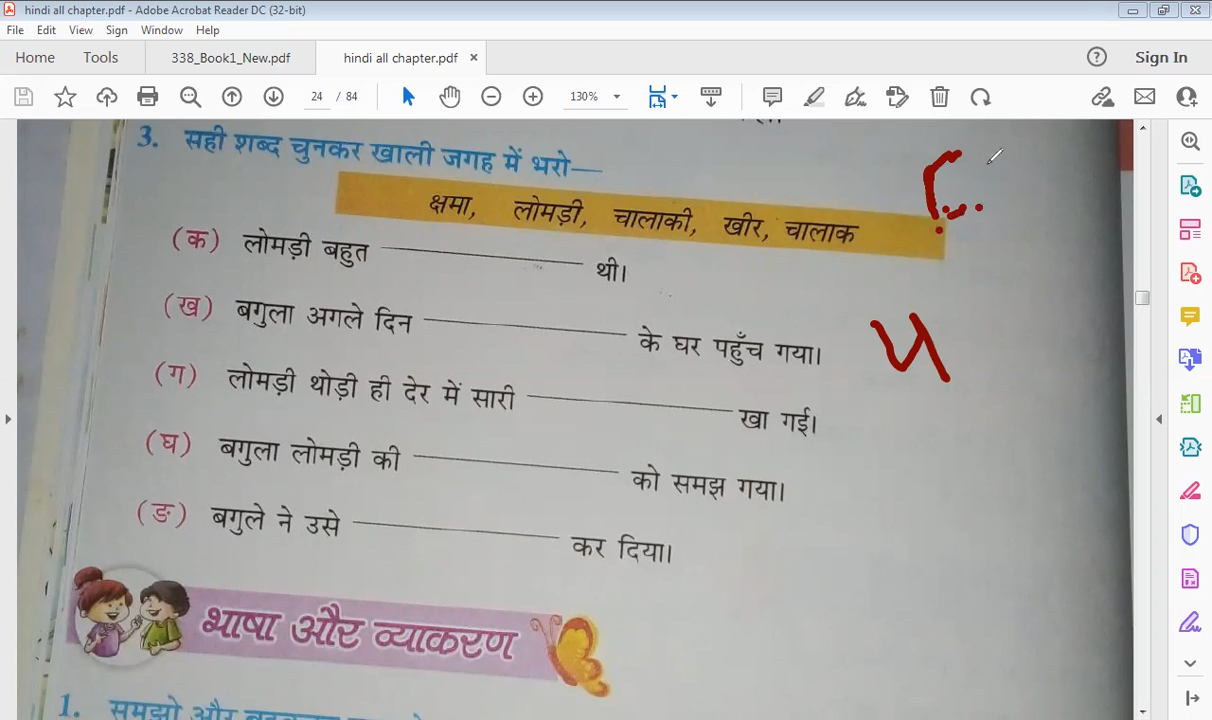 hindi all chapter.pdf - Adobe Acrobat Reader DC (32-bit)
File Edit View Sign Window Help
Home Tools 338_Book1_New.pdf hindi all chapter.pdf × ? Sign In
24 / 84 130%
3. सही शब्द चुनकर खाली जगह में भरो—
क्षमा, लोमड़ी, चालाकी, खीर, चालाक
(क) लोमड़ी बहुत ____________ थी।
(ख) बगुला अगले दिन ____________ के घर पहुँच गया।
(ग) लोमड़ी थोड़ी ही देर में सारी ____________ खा गई।
(घ) बगुला लोमड़ी की ____________ को समझ गया।
(ङ) बगुले ने उसे ____________ कर दिया।
भाषा और व्याकरण
1. समझो और